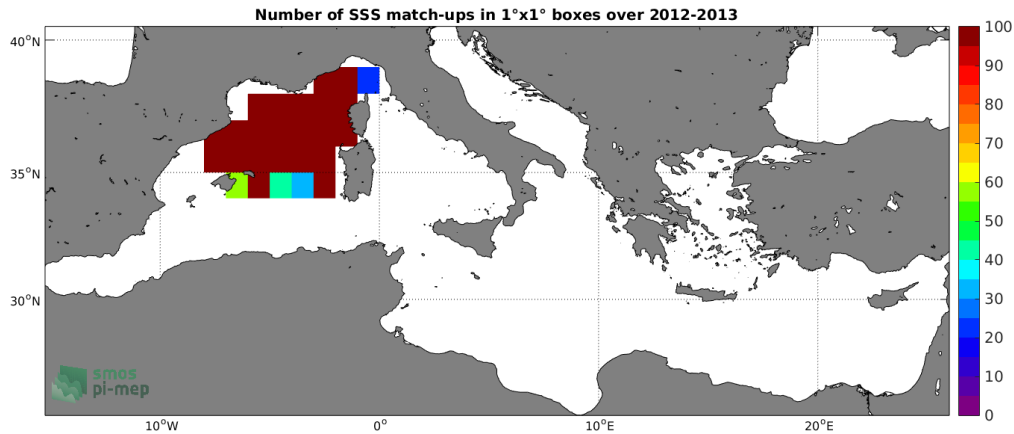 Number of SSS match-ups in 1°x1° boxes over 2012-2013
40°N
35°N
30°N
10°W
0°
10°E
20°E
100
90
80
70
60
50
40
30
20
10
0
smos
pi-mep